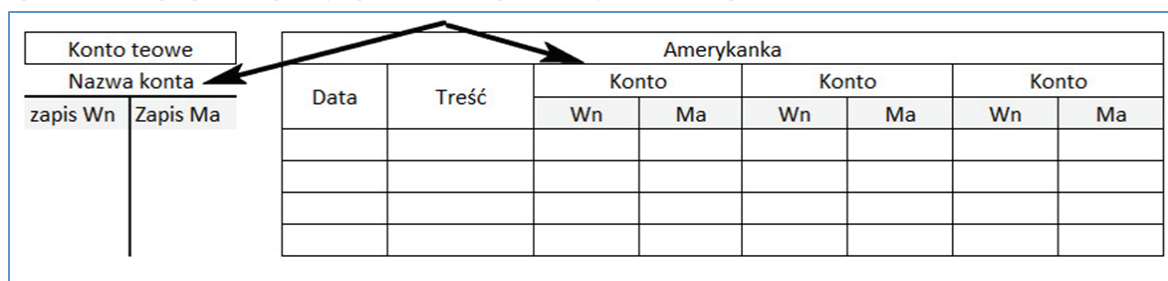 Konto teowe
Nazwa konta
zapis Wn Zapis Ma
Amerykanka
Data Treść Konto Konto Konto
Wn Ma Wn Ma Wn Ma